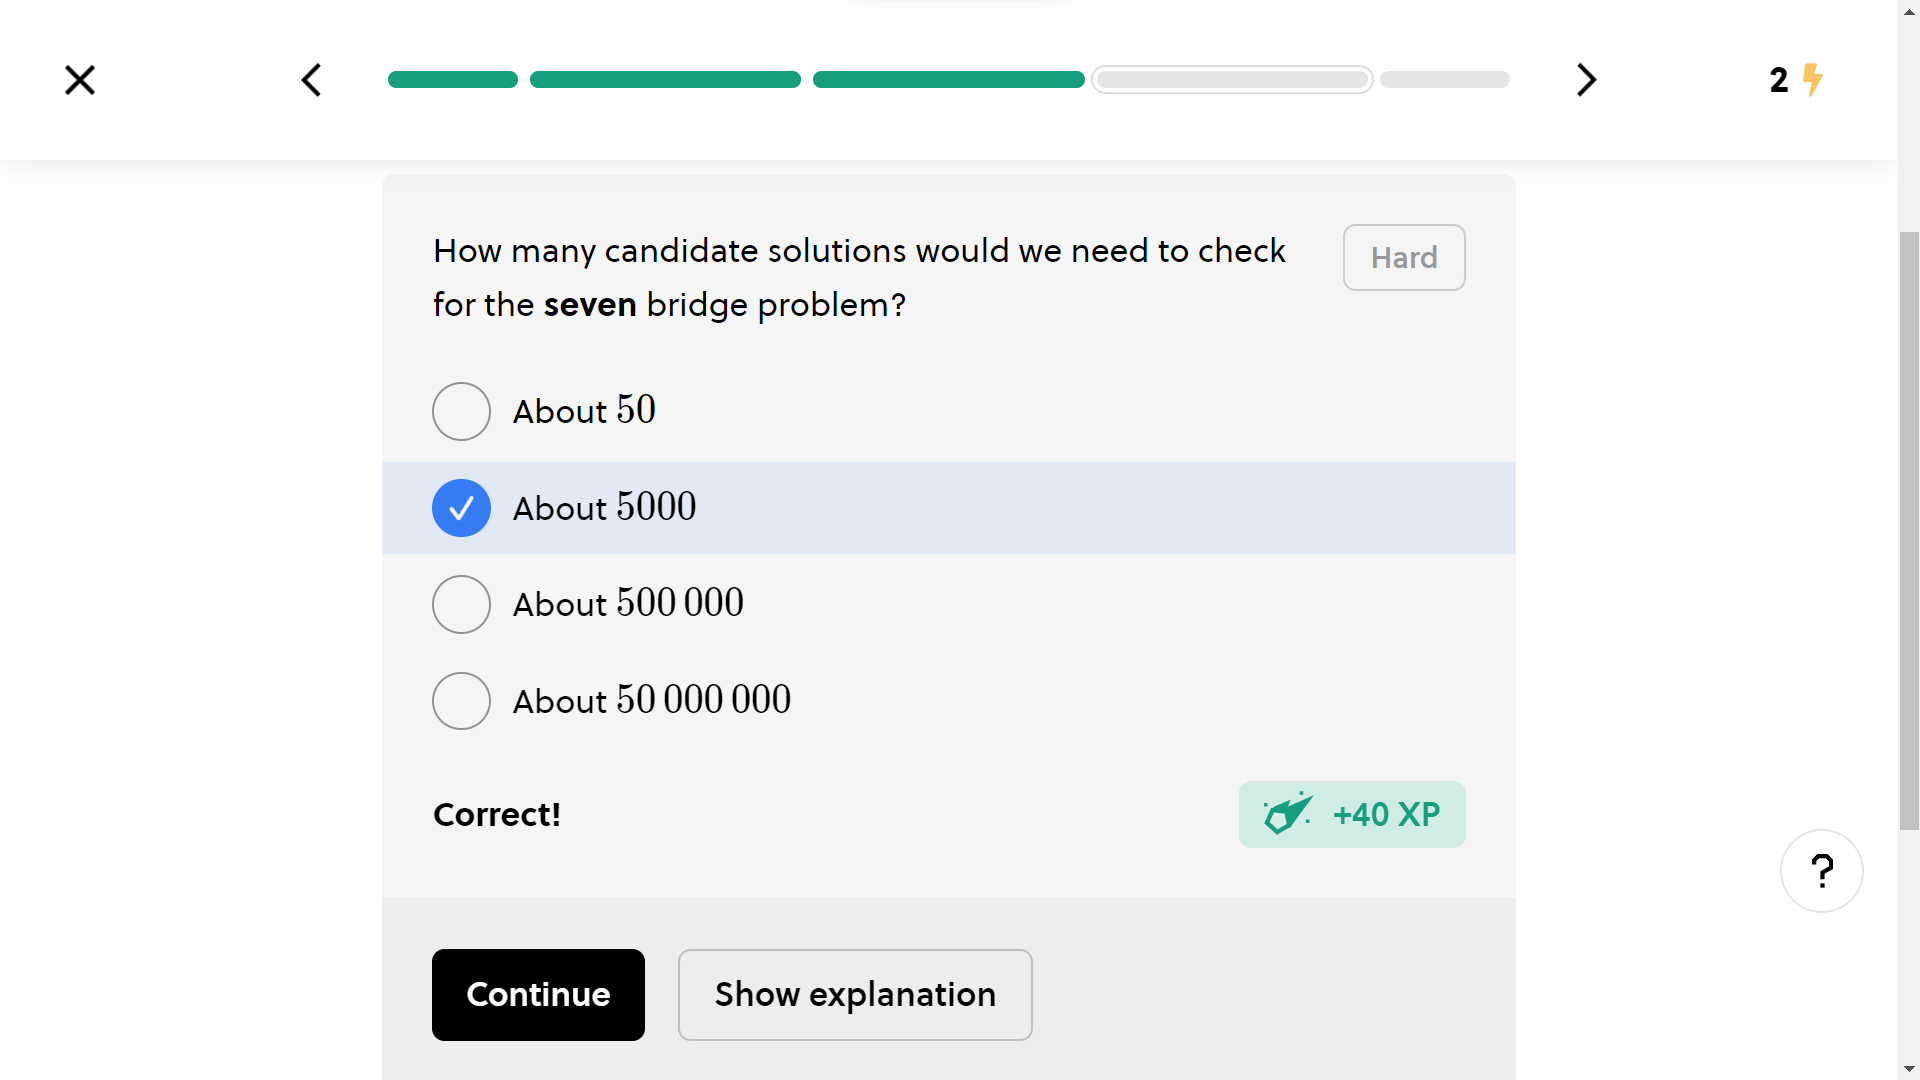 2
How many candidate solutions would we need to check
for the seven bridge problem?
Hard
About 50
About 5000
About 500 000
About 50 000 000
Correct!
+40 XP
?
Continue
Show explanation